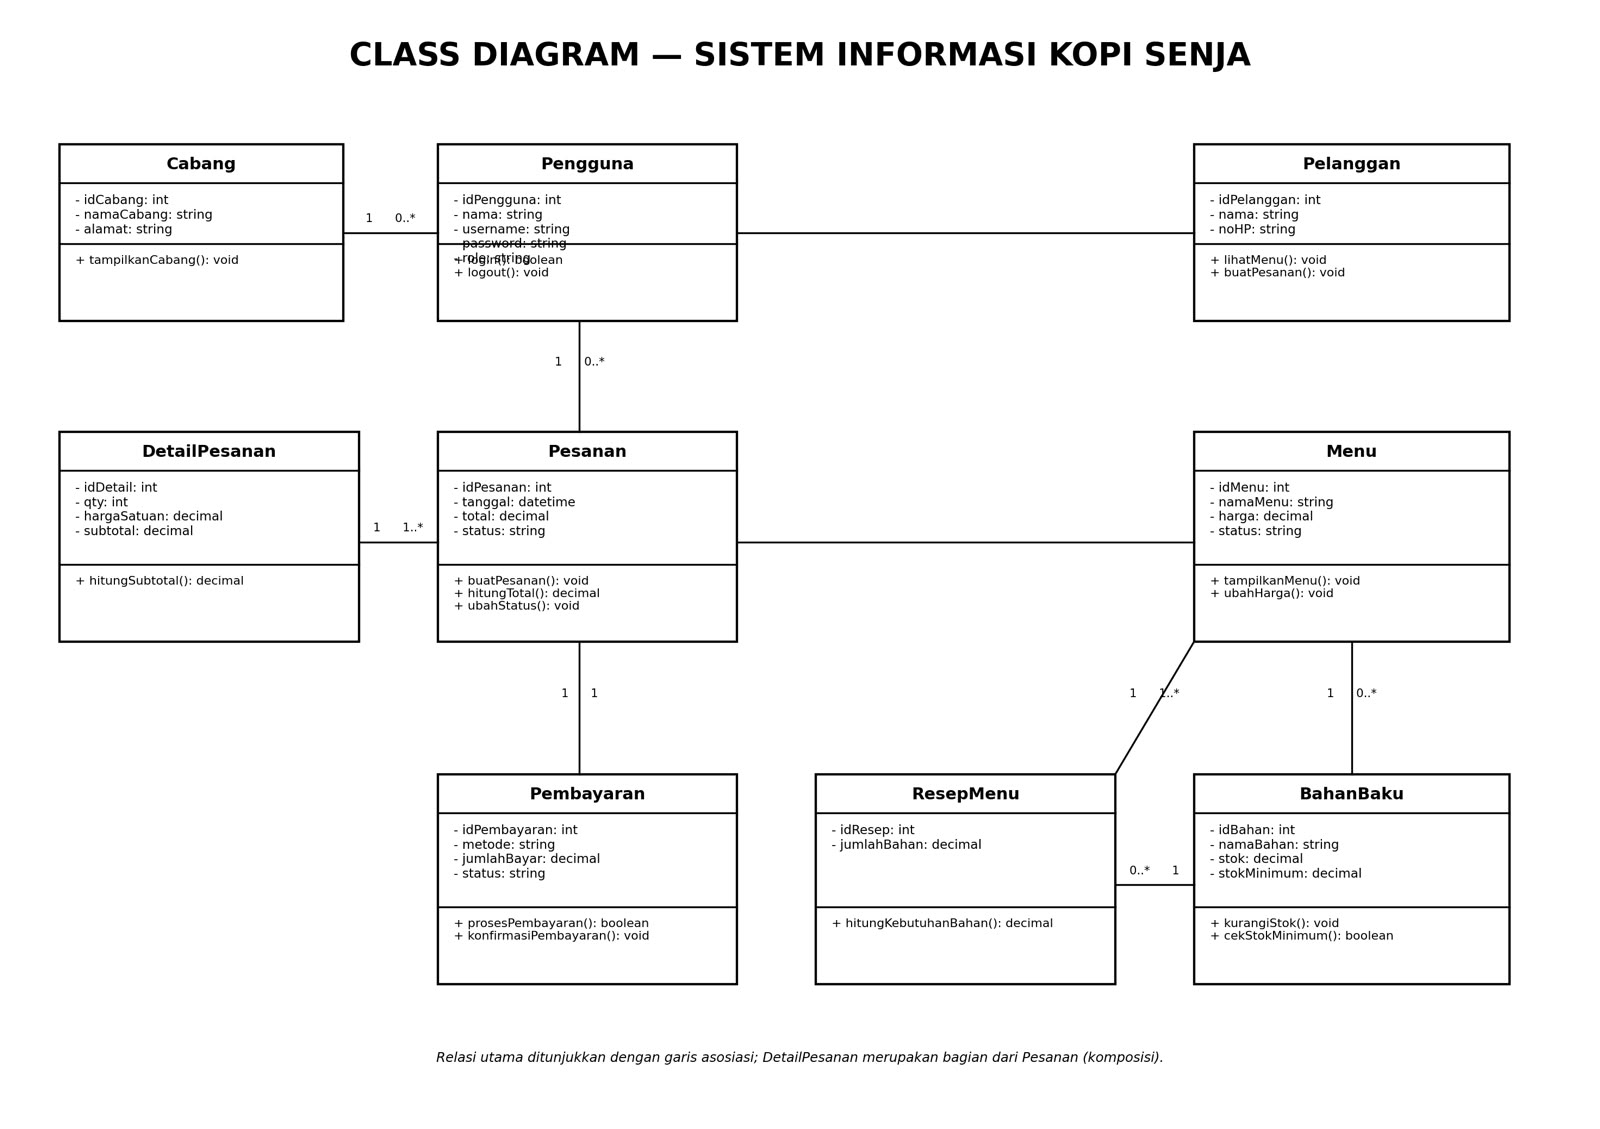 CLASS DIAGRAM — SISTEM INFORMASI KOPI SENJA
Cabang
- idCabang: int
- namaCabang: string
- alamat: string
+ tampilkanCabang(): void
1
0..*
Pengguna
- idPengguna: int
- nama: string
- username: string
- password: string
- role: string
+ login(): boolean
+ logout(): void
Pelanggan
- idPelanggan: int
- nama: string
- noHP: string
+ lihatMenu(): void
+ buatPesanan(): void
1
0..*
DetailPesanan
- idDetail: int
- qty: int
- hargaSatuan: decimal
- subtotal: decimal
+ hitungSubtotal(): decimal
1
1..*
Pesanan
- idPesanan: int
- tanggal: datetime
- total: decimal
- status: string
+ buatPesanan(): void
+ hitungTotal(): decimal
+ ubahStatus(): void
Menu
- idMenu: int
- namaMenu: string
- harga: decimal
- status: string
+ tampilkanMenu(): void
+ ubahHarga(): void
1
1
1
1..*
1
0..*
Pembayaran
- idPembayaran: int
- metode: string
- jumlahBayar: decimal
- status: string
+ prosesPembayaran(): boolean
+ konfirmasiPembayaran(): void
ResepMenu
- idResep: int
- jumlahBahan: decimal
+ hitungKebutuhanBahan(): decimal
0..*
1
BahanBaku
- idBahan: int
- namaBahan: string
- stok: decimal
- stokMinimum: decimal
+ kurangiStok(): void
+ cekStokMinimum(): boolean
Relasi utama ditunjukkan dengan garis asosiasi; DetailPesanan merupakan bagian dari Pesanan (komposisi).